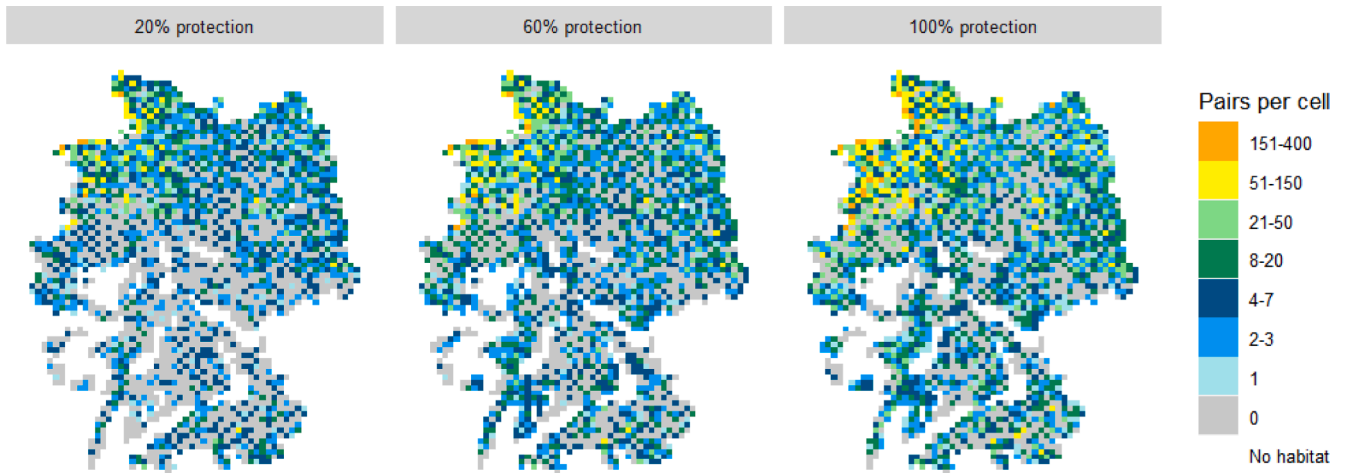 20% protection
60% protection
100% protection
Pairs per cell
151-400
51-150
21-50
8-20
4-7
2-3
1
0
No habitat